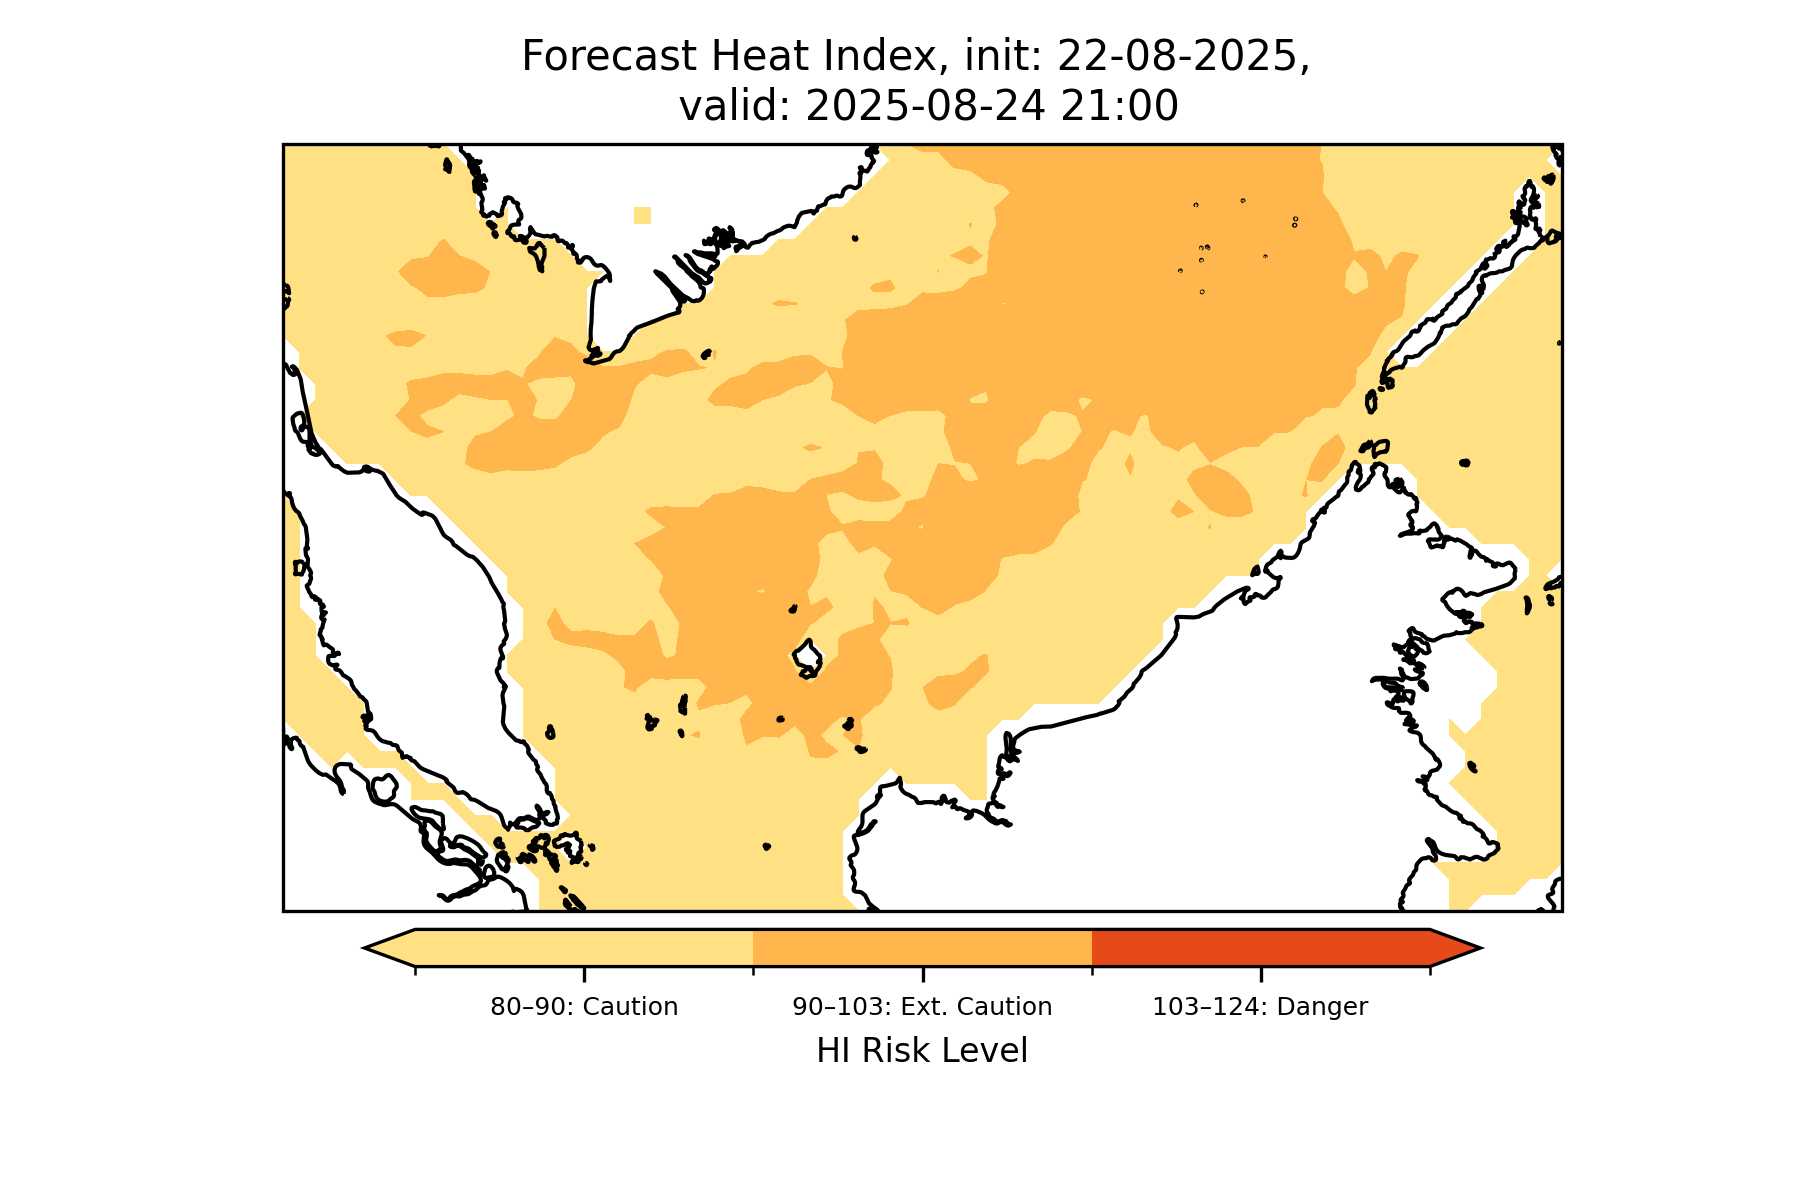 Forecast Heat Index, init: 22-08-2025,
valid: 2025-08-24 21:00
80–90: Caution
90–103: Ext. Caution
103–124: Danger
HI Risk Level